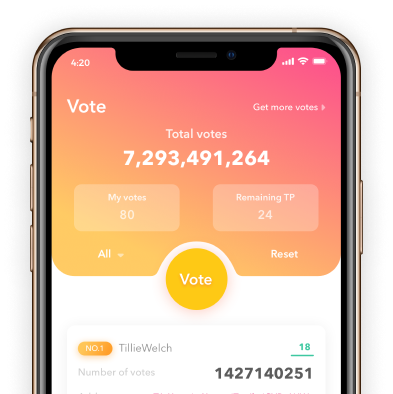 4:20
Vote
Get more votes
Total votes
7,293,491,264
My votes
80
Remaining TP
24
All
Vote
Reset
NO.1
TillieWelch
18
Number of votes
1427140251